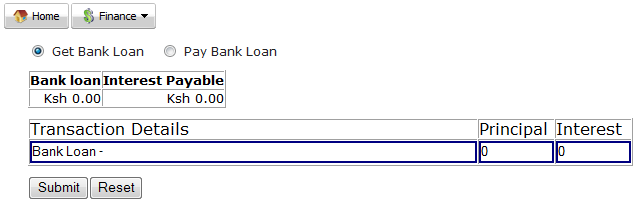 Home Finance
Get Bank Loan Pay Bank Loan
Bank loan Interest Payable
Ksh 0.00 Ksh 0.00
Transaction Details Principal Interest
Bank Loan - 0 0
Submit Reset